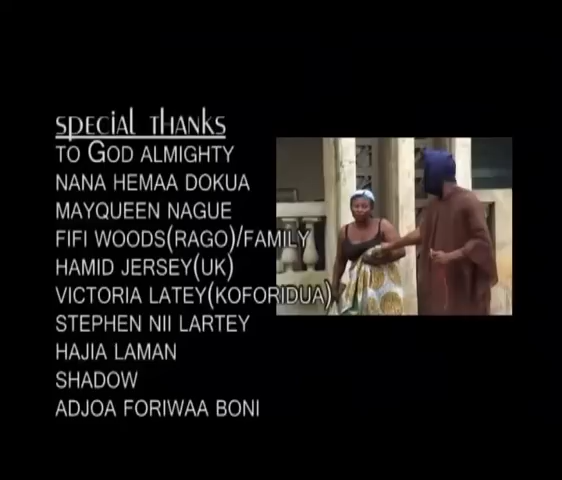 special thanks
TO GOD ALMIGHTY
NANA HEMAA DOKUA
MAYQUEEN NAGUE
FIFI WOODS(RAGO)/FAMILY
HAMID JERSEY(UK)
VICTORIA LATEY(KOFORIDUA)
STEPHEN NII LARTEY
HAJIA LAMAN
SHADOW
ADJOA FORIWAA BONI